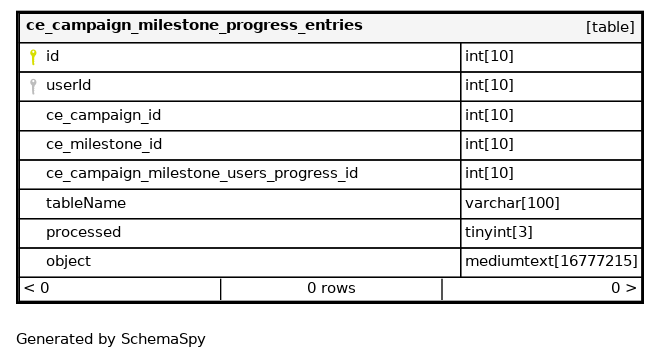 ce_campaign_milestone_progress_entries [table]
id int[10]
userId int[10]
ce_campaign_id int[10]
ce_milestone_id int[10]
ce_campaign_milestone_users_progress_id int[10]
tableName varchar[100]
processed tinyint[3]
object mediumtext[16777215]
< 0 0 rows 0 >
Generated by SchemaSpy